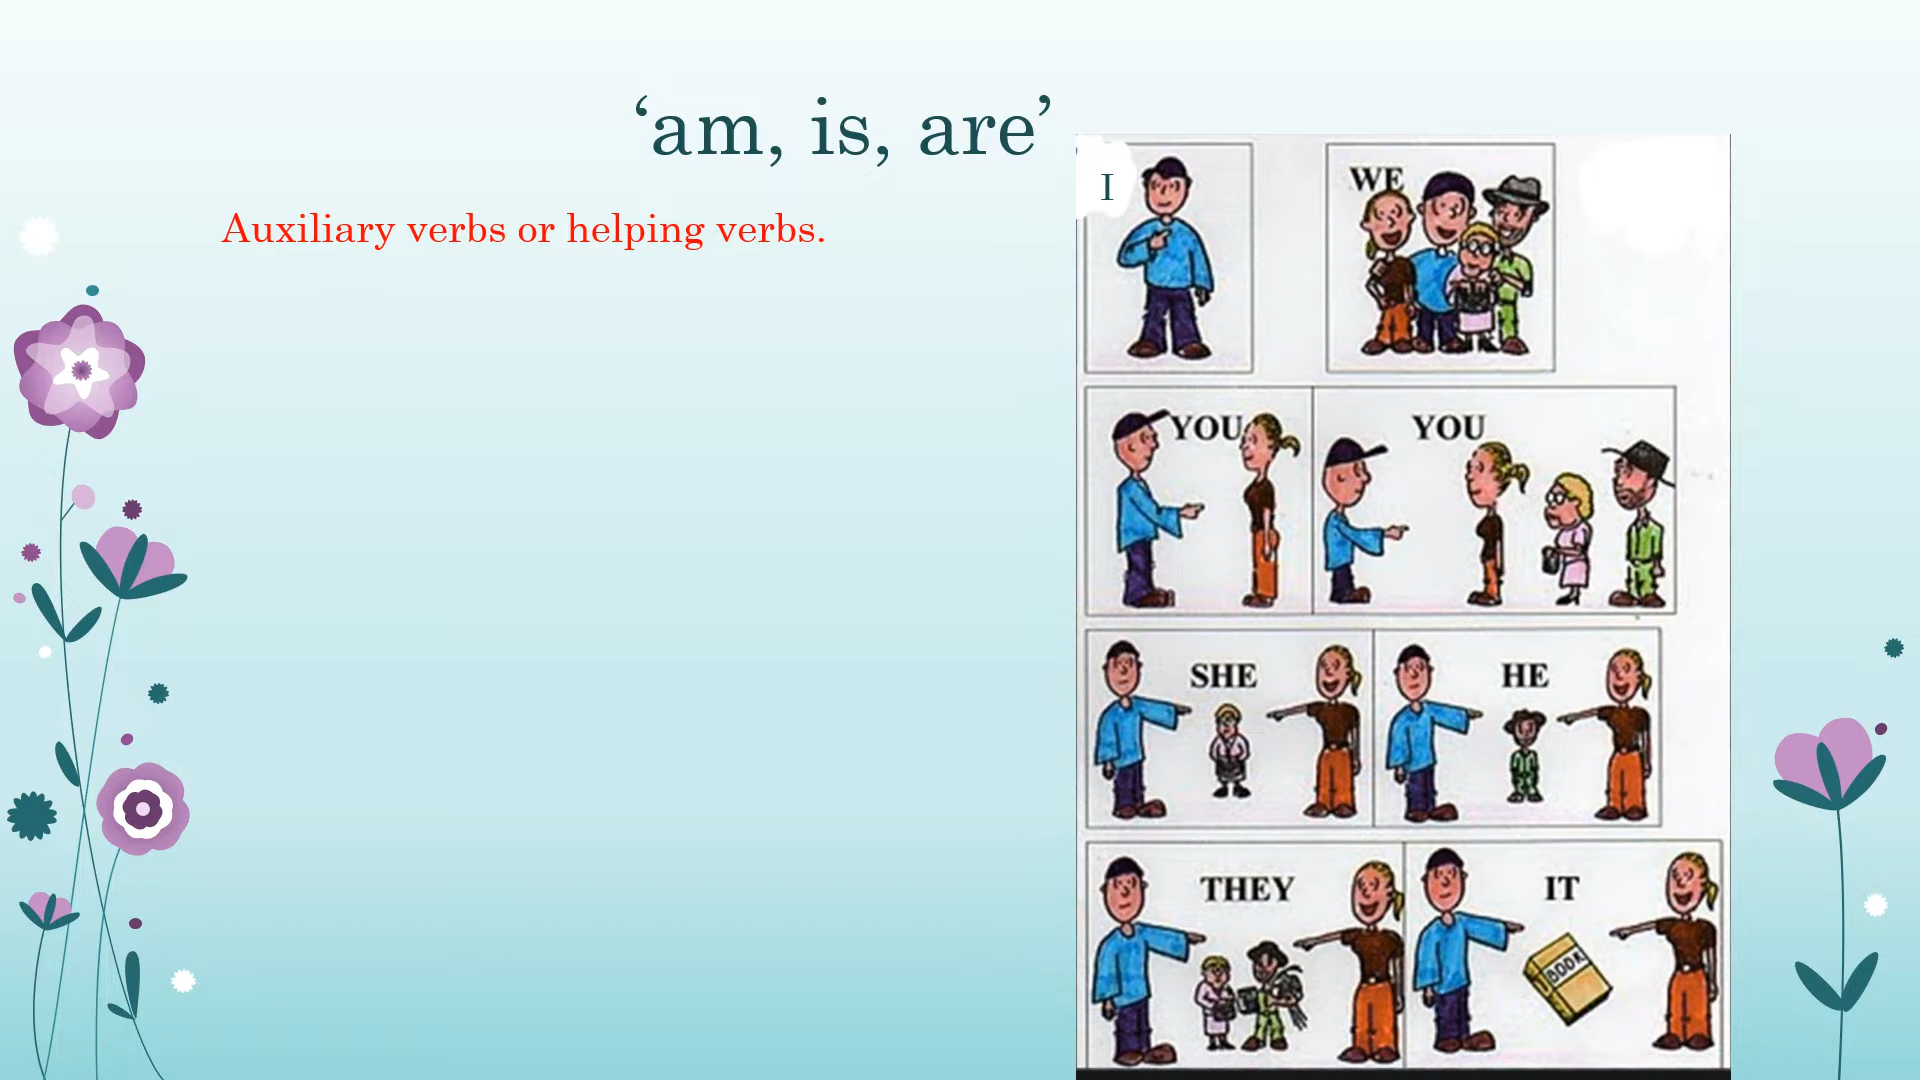 ‘am, is, are’
Auxiliary verbs or helping verbs.
I
WE
YOU
YOU
SHE
HE
THEY
IT
BOOK